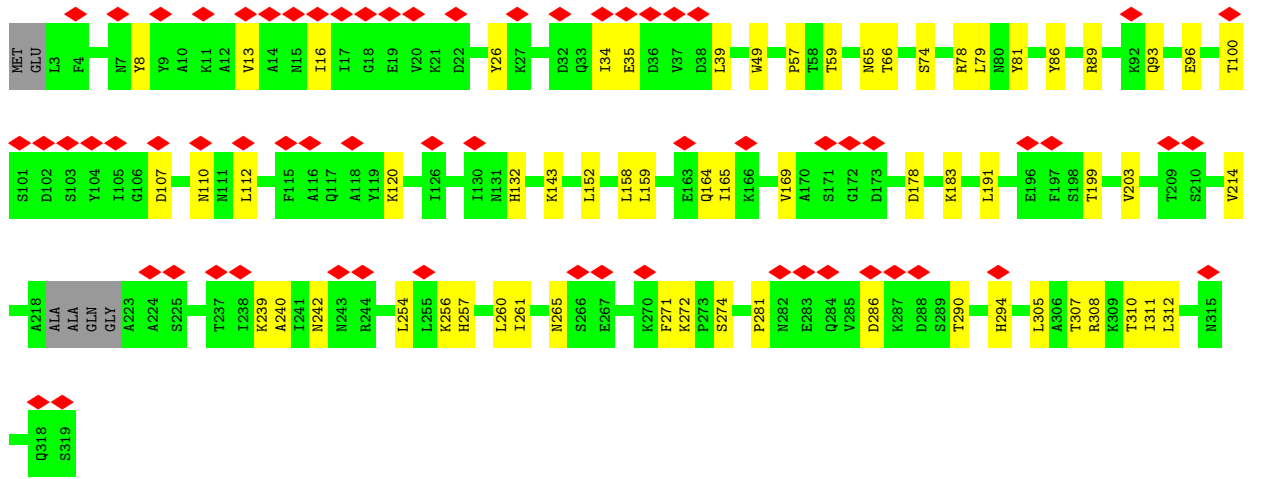 MET GLU L3 F4 N7 Y8 Y9 A10 K11 A12 V13 A14 N15 I16 I17 G18 E19 V20 K21 D22 Y26 K27 D32 Q33 I34 E35 D36 V37 D38 L39 W49 P57 T58 T59 N65 T66 S74 R78 L79 N80 Y81 Y86 R89 K92 Q93 E96 T100
S101 D102 S103 Y104 I105 G106 D107 N110 N111 L112 F115 A116 Q117 A118 Y119 K120 I126 I130 N131 H132 K143 L152 L158 L159 E163 Q164 I165 K166 V169 A170 S171 G172 D173 D178 K183 L191 E196 F197 S198 T199 V203 T209 S210 V214
A218 ALA ALA GLN GLY A223 A224 S225 T237 I238 K239 A240 I241 N242 N243 R244 L254 L255 K256 H257 L260 I261 N265 S266 E267 K270 F271 K272 P273 S274 P281 N282 E283 Q284 V285 D286 K287 D288 S289 T290 H294 L305 A306 T307 R308 K309 T310 I311 L312 N315
Q318 S319